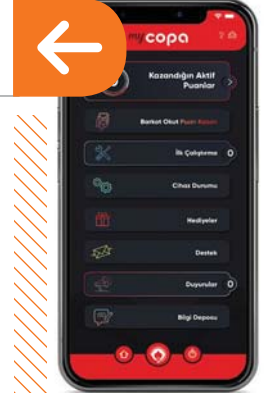 my copa
Kazandığın Aktif
Puanlar
Barkot Okut Puan Kazan
İlk Çalıştırma 0
Cihaz Durumu
Hediyeler
Destek
Duyurular 0
Bilgi Deposu